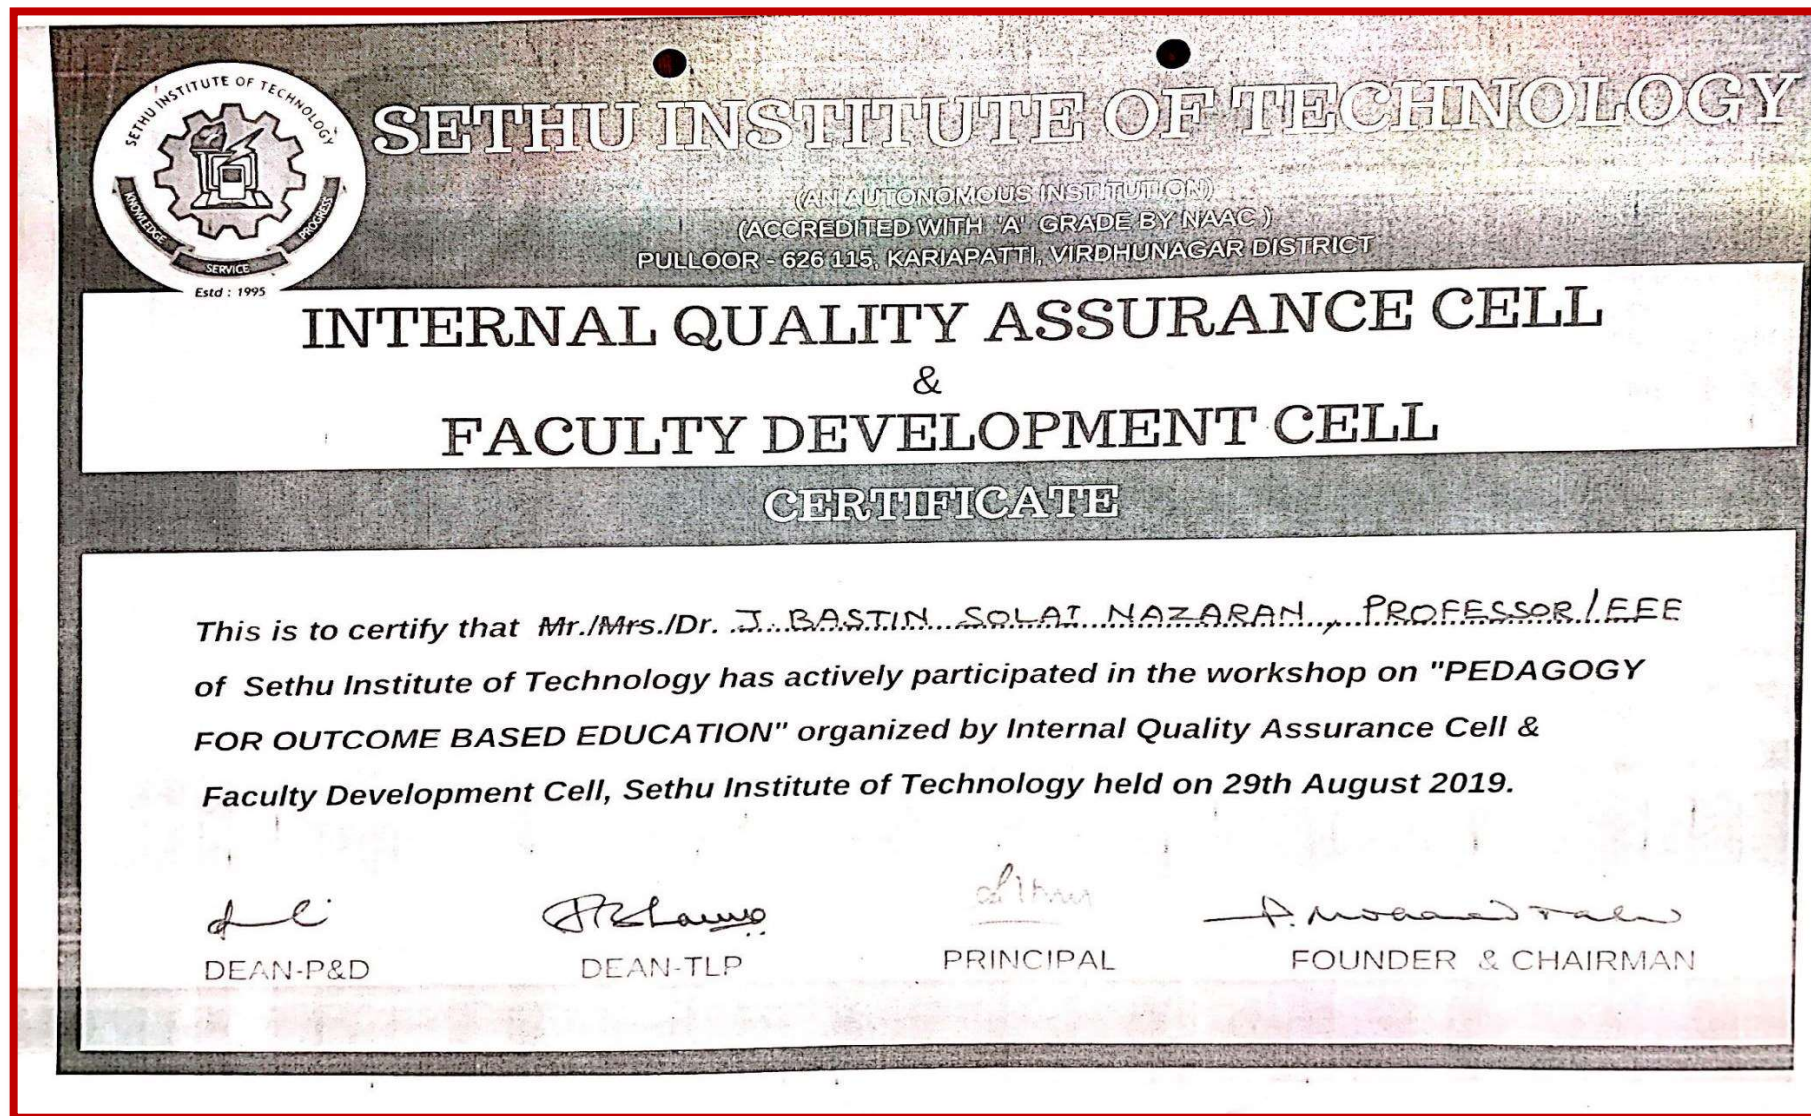 SETHU INSTITUTE OF TECHNOLOGY
KNOWLEDGE
SERVICE
PROGRESS
Estd : 1995
SETHU INSTITUTE OF TECHNOLOGY
(AN AUTONOMOUS INSTITUTION)
(ACCREDITED WITH 'A' GRADE BY NAAC )
PULLOOR - 626 115, KARIAPATTI, VIRDHUNAGAR DISTRICT
INTERNAL QUALITY ASSURANCE CELL
&
FACULTY DEVELOPMENT CELL
CERTIFICATE
This is to certify that Mr./Mrs./Dr. J. BASTIN SOLAI NAZARAN, PROFESSOR/EEE
of Sethu Institute of Technology has actively participated in the workshop on "PEDAGOGY
FOR OUTCOME BASED EDUCATION" organized by Internal Quality Assurance Cell &
Faculty Development Cell, Sethu Institute of Technology held on 29th August 2019.
DEAN-P&D DEAN-TLP PRINCIPAL FOUNDER & CHAIRMAN